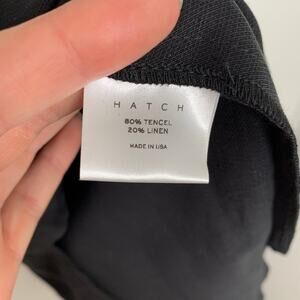 HATCH
80% TENCEL
20% LINEN
MADE IN USA